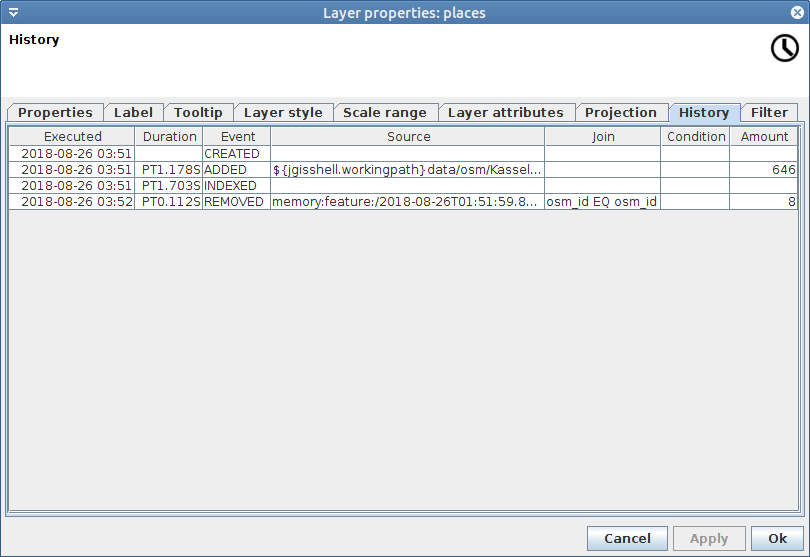 Layer properties: places
History
Properties Label Tooltip Layer style Scale range Layer attributes Projection History Filter
Executed Duration Event Source Join Condition Amount
2018-08-26 03:51 CREATED
2018-08-26 03:51 PT1.178S ADDED ${jgisshell.workingpath}data/osm/Kassel... 646
2018-08-26 03:51 PT1.703S INDEXED
2018-08-26 03:52 PT0.112S REMOVED memory:feature:/2018-08-26T01:51:59.8... osm_id EQ osm_id 8
Cancel Apply Ok